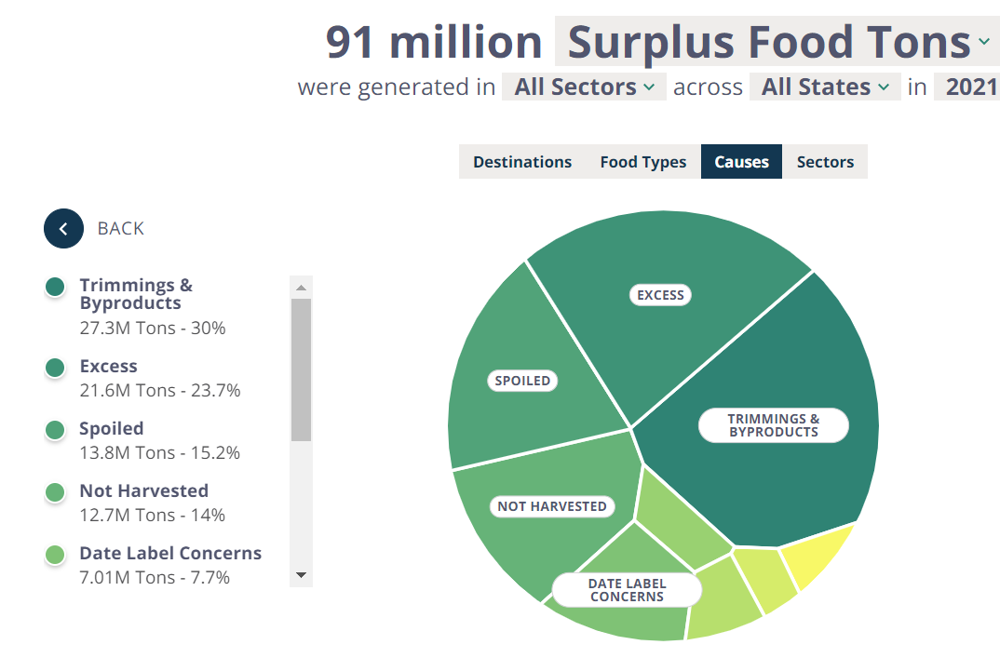 91 million Surplus Food Tons
were generated in All Sectors across All States in 2021
Destinations Food Types Causes Sectors
BACK
Trimmings &
Byproducts
27.3M Tons - 30%
Excess
21.6M Tons - 23.7%
Spoiled
13.8M Tons - 15.2%
Not Harvested
12.7M Tons - 14%
Date Label Concerns
7.01M Tons - 7.7%
EXCESS
SPOILED
TRIMMINGS &
BYPRODUCTS
NOT HARVESTED
DATE LABEL
CONCERNS